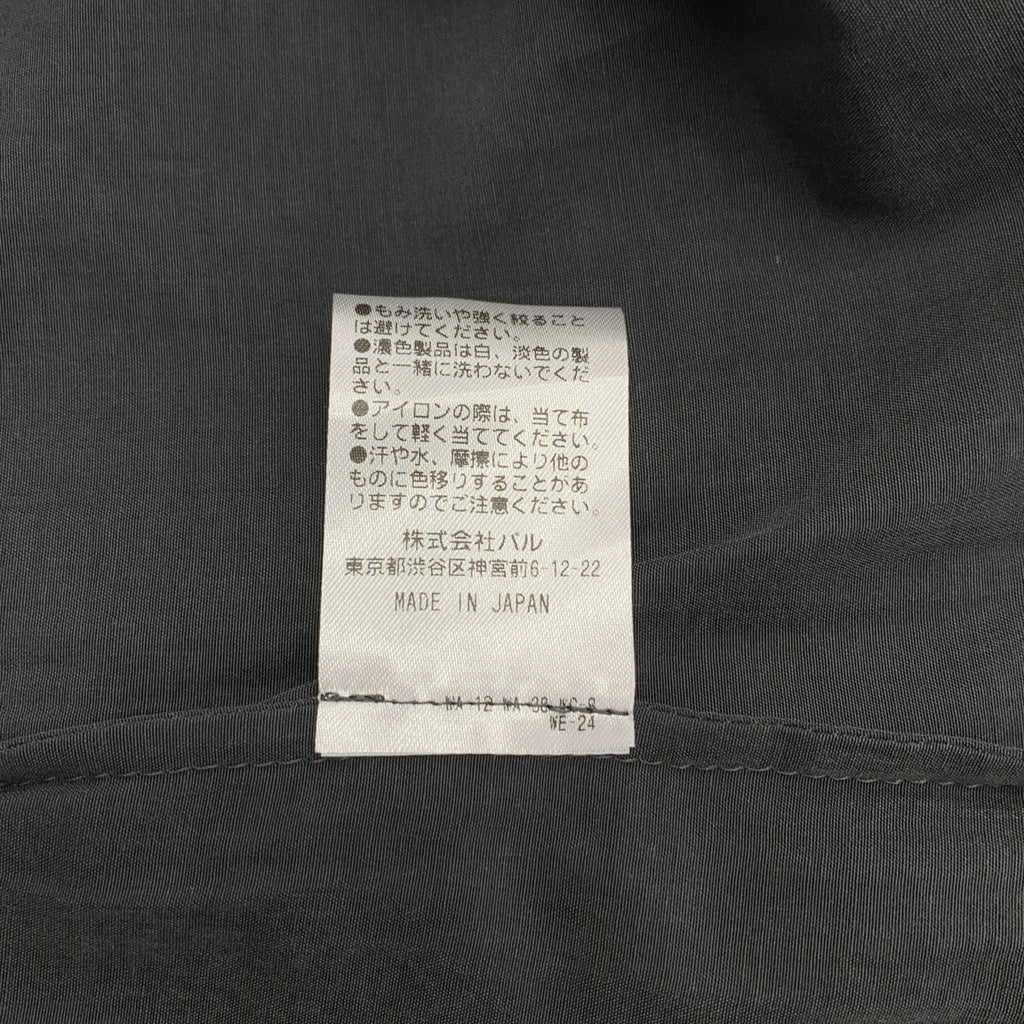 ●もみ洗いや強く絞ること
は避けてください。
●濃色製品は白、淡色の製
品と一緒に洗わないでくだ
さい。
●アイロンの際は、当て布
をして軽く当ててください。
●汗や水、摩擦により他の
ものに色移りすることがあ
りますのでご注意ください。
株式会社パル
東京都渋谷区神宮前6-12-22
MADE IN JAPAN
WA-12 WA-38 WC-S
WE-24